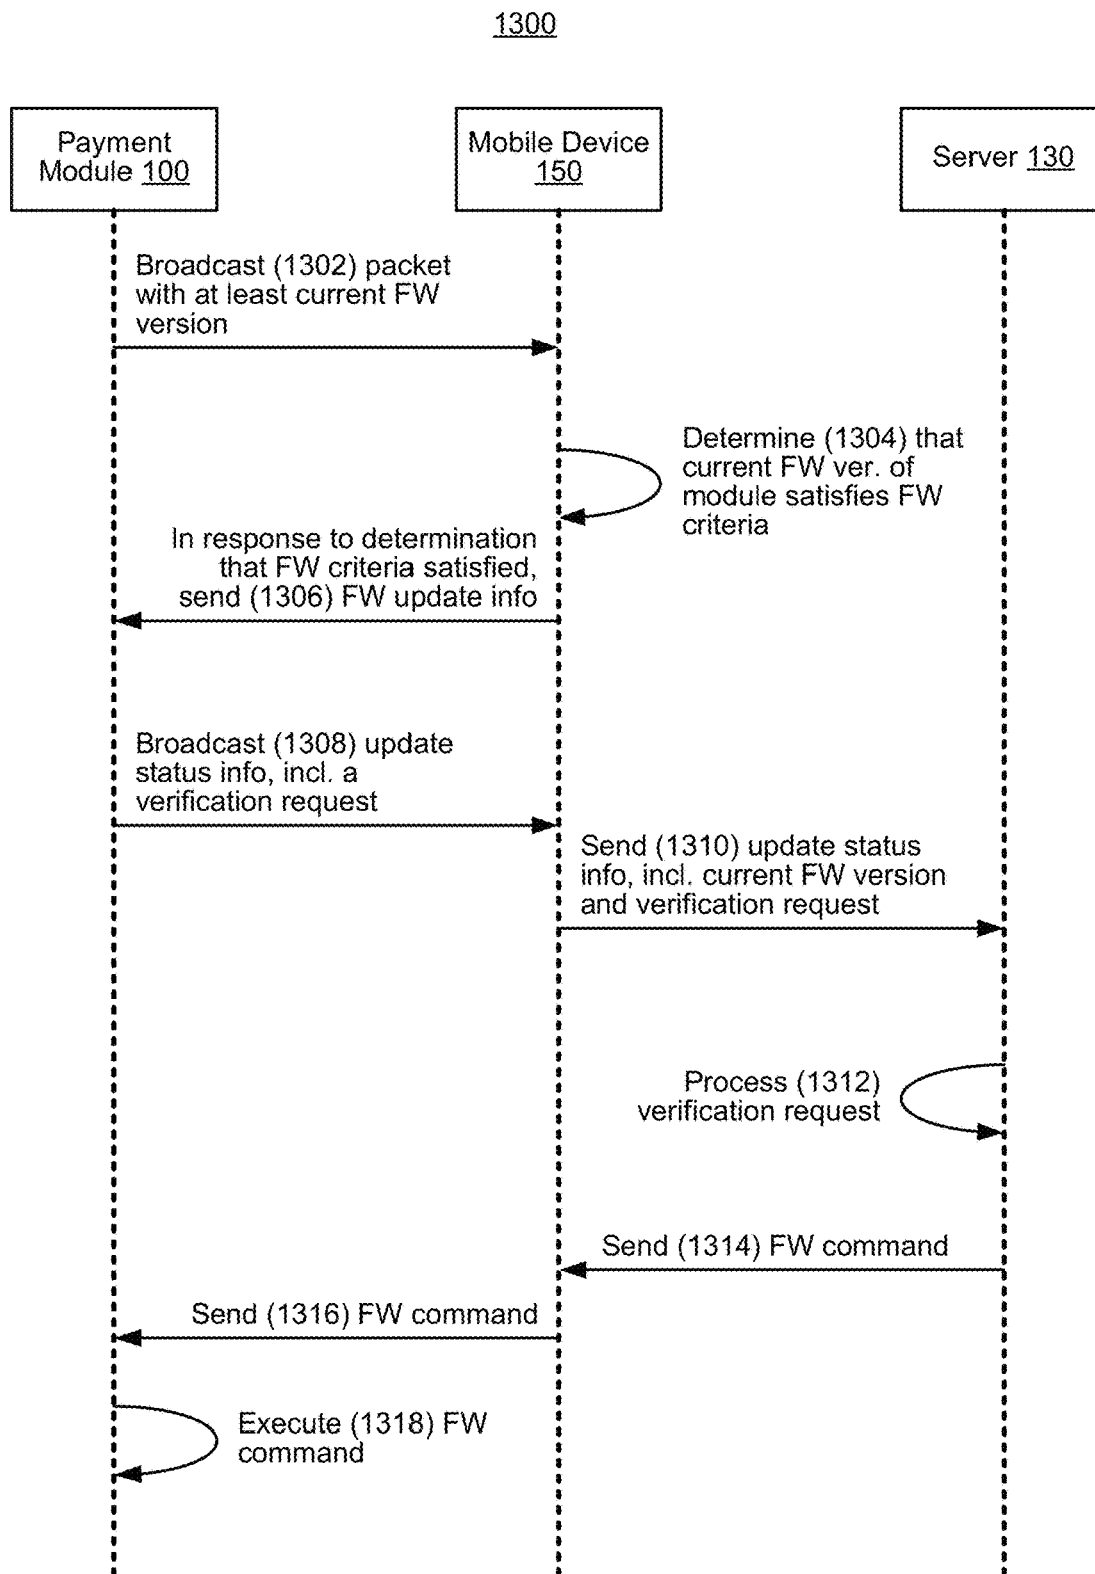 1300
Payment
Module 100
Mobile Device
150
Server 130
Broadcast (1302) packet
with at least current FW
version
Determine (1304) that
current FW ver. of
module satisfies FW
criteria
In response to determination
that FW criteria satisfied,
send (1306) FW update info
Broadcast (1308) update
status info, incl. a
verification request
Send (1310) update status
info, incl. current FW version
and verification request
Process (1312)
verification request
Send (1314) FW command
Send (1316) FW command
Execute (1318) FW
command